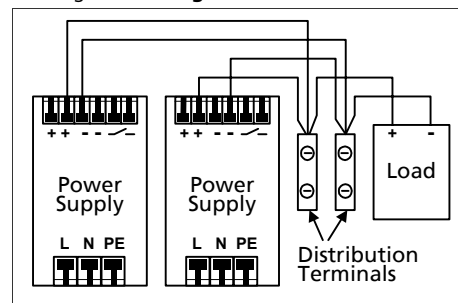 + + - -
+ + - -
+ -
Power
Supply
Power
Supply
Load
L N PE
L N PE
Distribution
Terminals